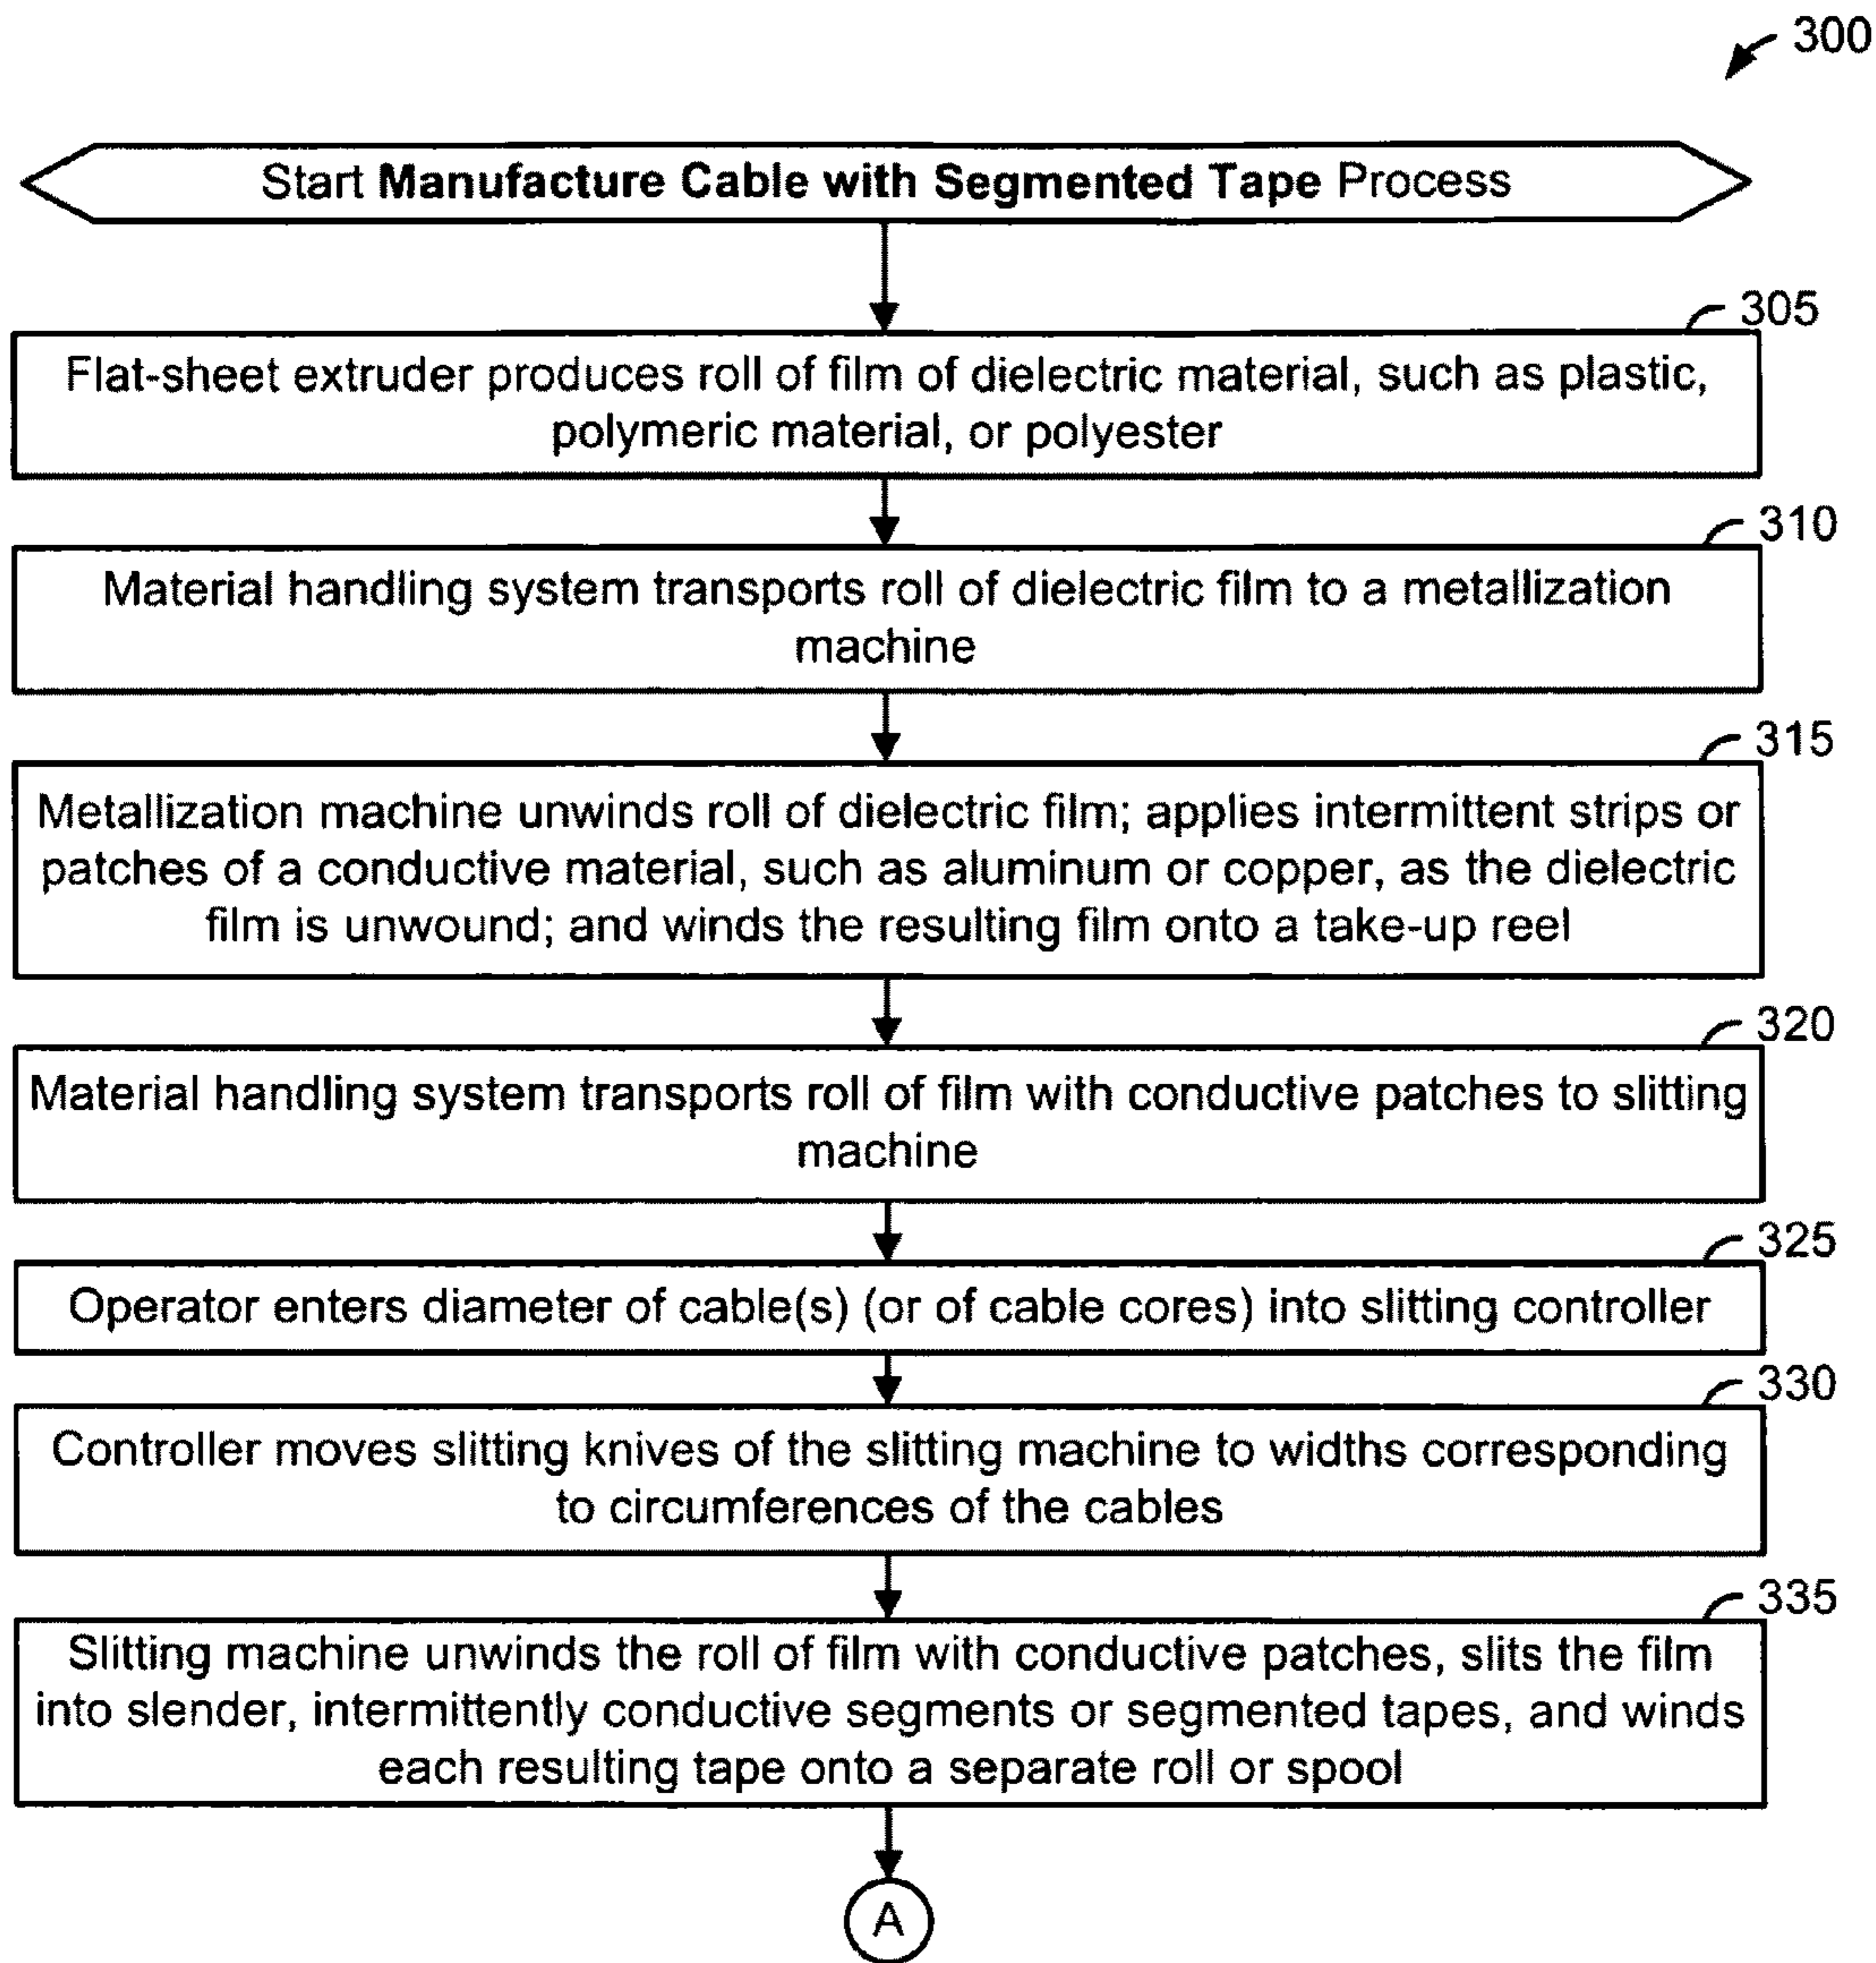 300
Start Manufacture Cable with Segmented Tape Process
305
Flat-sheet extruder produces roll of film of dielectric material, such as plastic,
polymeric material, or polyester
310
Material handling system transports roll of dielectric film to a metallization
machine
315
Metallization machine unwinds roll of dielectric film; applies intermittent strips or
patches of a conductive material, such as aluminum or copper, as the dielectric
film is unwound; and winds the resulting film onto a take-up reel
320
Material handling system transports roll of film with conductive patches to slitting
machine
325
Operator enters diameter of cable(s) (or of cable cores) into slitting controller
330
Controller moves slitting knives of the slitting machine to widths corresponding
to circumferences of the cables
335
Slitting machine unwinds the roll of film with conductive patches, slits the film
into slender, intermittently conductive segments or segmented tapes, and winds
each resulting tape onto a separate roll or spool
A